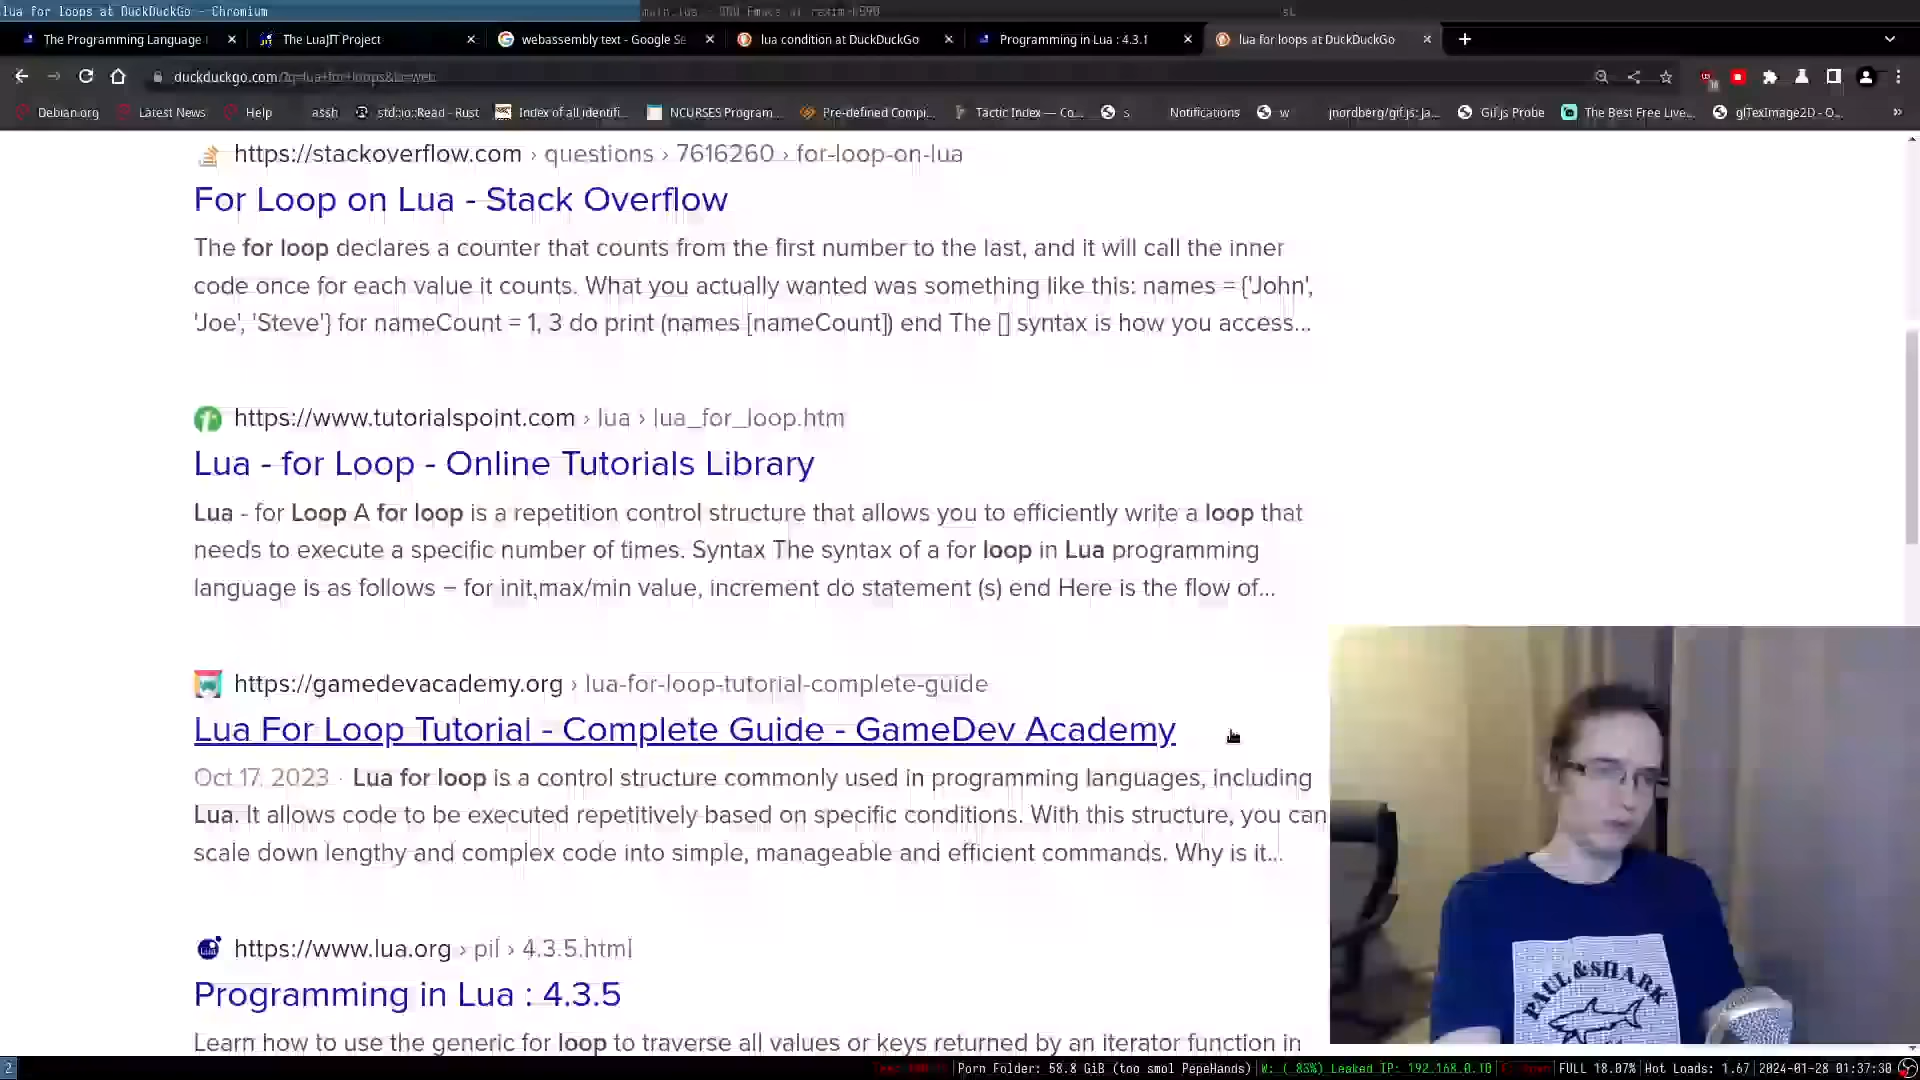 lua for loops at DuckDuckGo - Chromium
main.lua - GNU Emacs at
The Programming Language
The LuaJIT Project
webassembly text - Google Se
lua condition at DuckDuckGo
Programming in Lua : 4.3.1
lua for loops at DuckDuckGo
duckduckgo.com/?q=lua+for+loops&ia=web
Debian.org
Latest News
Help
assh
std::io::Read - Rust
Index of all identifi...
NCURSES Program...
Pre-defined Compi...
Tactic Index — Co...
s
Notifications
w
jnordberg/gif.js: Ja...
Gif.js Probe
The Best Free Live...
glTexImage2D - O...
»
https://stackoverflow.com › questions › 7616260 › for-loop-on-lua
For Loop on Lua - Stack Overflow
The for loop declares a counter that counts from the first number to the last, and it will call the inner
code once for each value it counts. What you actually wanted was something like this: names = {'John',
'Joe', 'Steve'} for nameCount = 1, 3 do print (names [nameCount]) end The [] syntax is how you access...
https://www.tutorialspoint.com › lua › lua_for_loop.htm
Lua - for Loop - Online Tutorials Library
Lua - for Loop A for loop is a repetition control structure that allows you to efficiently write a loop that
needs to execute a specific number of times. Syntax The syntax of a for loop in Lua programming
language is as follows − for init,max/min value, increment do statement (s) end Here is the flow of...
https://gamedevacademy.org › lua-for-loop-tutorial-complete-guide
Lua For Loop Tutorial - Complete Guide - GameDev Academy
Oct 17, 2023 · Lua for loop is a control structure commonly used in programming languages, including
Lua. It allows code to be executed repetitively based on specific conditions. With this structure, you can
scale down lengthy and complex code into simple, manageable and efficient commands. Why is it...
https://www.lua.org › pil › 4.3.5.html
Programming in Lua : 4.3.5
Learn how to use the generic for loop to traverse all values or keys returned by an iterator function in
PAUL & SHARK
2
Porn Folder: 58.8 GiB (too smol PepeHands)
W: ( 83%) Leaked IP: 192.168.0.10
FULL 18.07%
Hot Loads: 1.67
2024-01-28 01:37:30